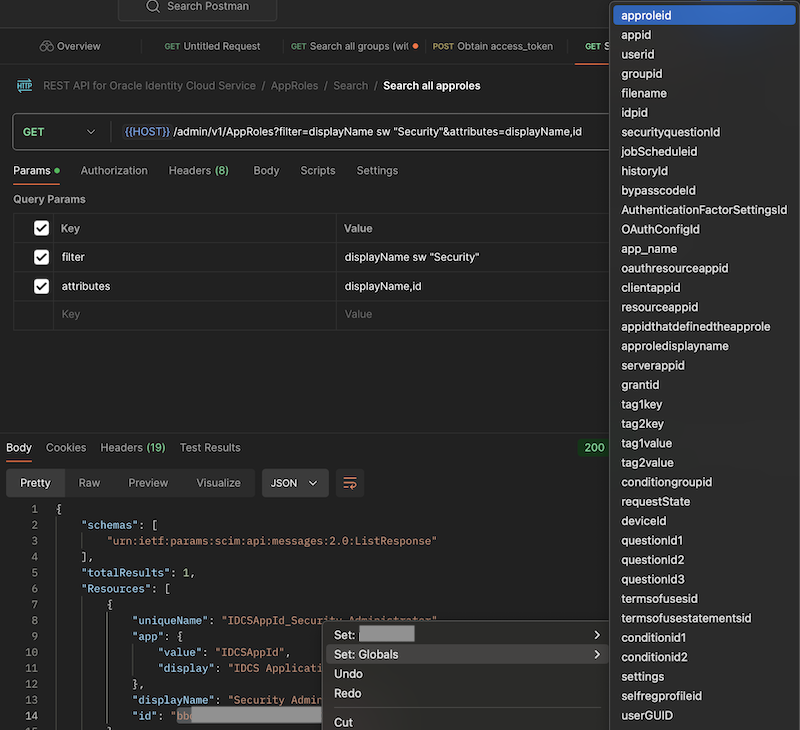 Search Postman
Overview
GET Untitled Request
GET Search all groups (wit
POST Obtain access_token
GET S
HTTP REST API for Oracle Identity Cloud Service / AppRoles / Search / Search all approles
GET {{HOST}} /admin/v1/AppRoles?filter=displayName sw "Security"&attributes=displayName,id
Params Authorization Headers (8) Body Scripts Settings
Query Params
Key Value
filter displayName sw "Security"
attributes displayName,id
Key Value
Body Cookies Headers (19) Test Results 200
Pretty Raw Preview Visualize JSON
1 {
2 "schemas": [
3 "urn:ietf:params:scim:api:messages:2.0:ListResponse"
4 ],
5 "totalResults": 1,
6 "Resources": [
7 {
8 "uniqueName": "IDCSAppId_Security Administrator"
9 "app": {
10 "value": "IDCSAppId",
11 "display": "IDCS Applicati
12 },
13 "displayName": "Security Admin
14 "id": "bb
Set:
Set: Globals
Undo
Redo
Cut
approleid
appid
userid
groupid
filename
idpid
securityquestionId
jobScheduleid
historyId
bypasscodeId
AuthenticationFactorSettingsId
OAuthConfigId
app_name
oauthresourceappid
clientappid
resourceappid
appidthatdefinedtheapprole
approledisplayname
serverappid
grantid
tag1key
tag2key
tag1value
tag2value
conditiongroupid
requestState
deviceId
questionId1
questionId2
questionId3
termsofusesid
termsofusestatementsid
conditionid1
conditionid2
settings
selfregprofileid
userGUID